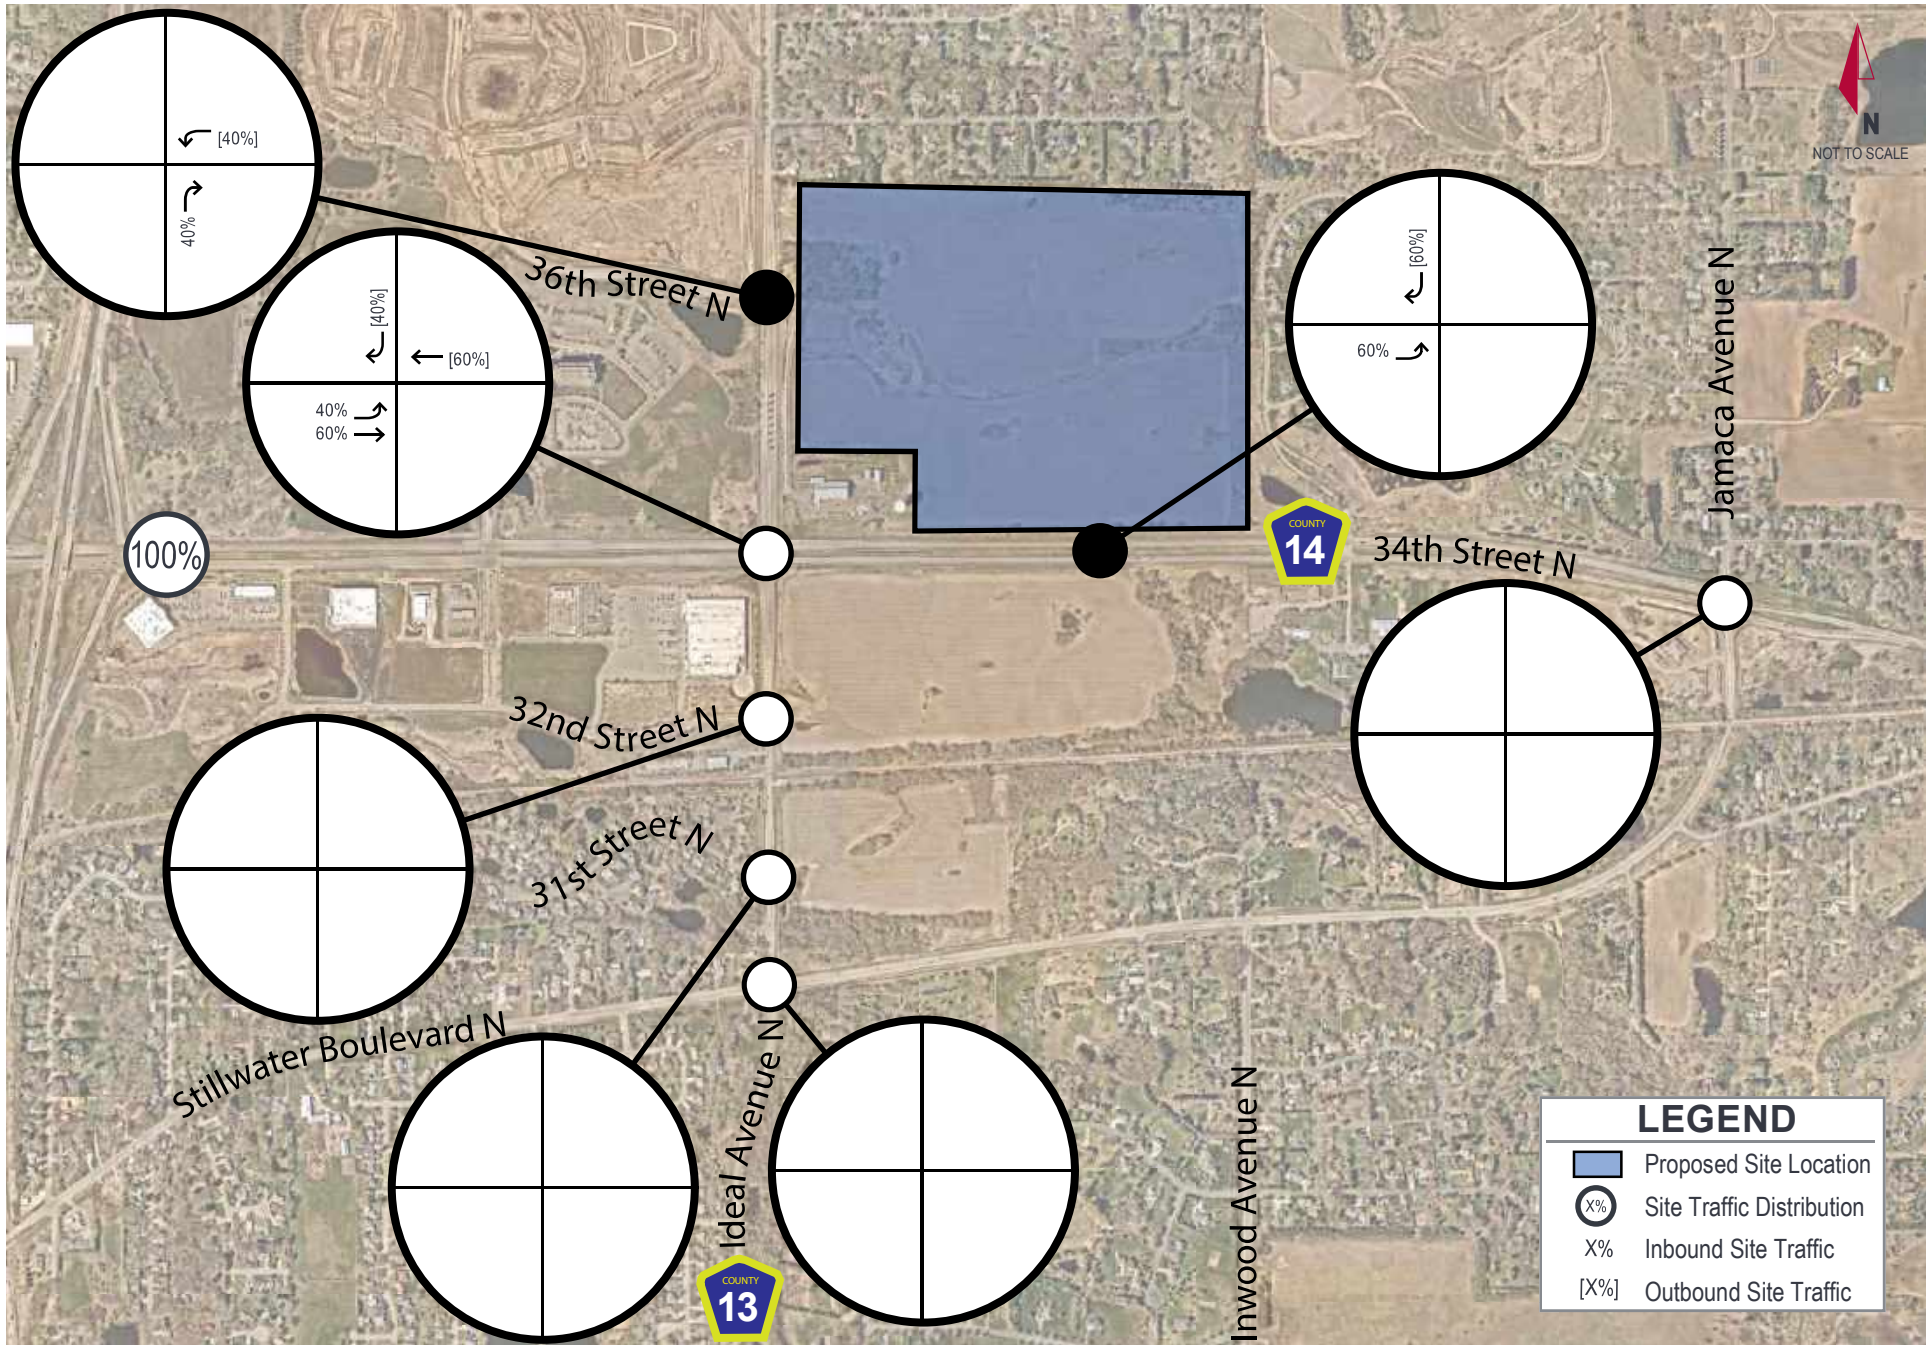 [40%]
40%
36th Street N
[40%]
[60%]
40%
60%
[60%]
60%
N
NOT TO SCALE
Jamaca Avenue N
100%
COUNTY
14
34th Street N
32nd Street N
31st Street N
Stillwater Boulevard N
Ideal Avenue N
COUNTY
13
Inwood Avenue N
LEGEND
Proposed Site Location
X% Site Traffic Distribution
X% Inbound Site Traffic
[X%] Outbound Site Traffic